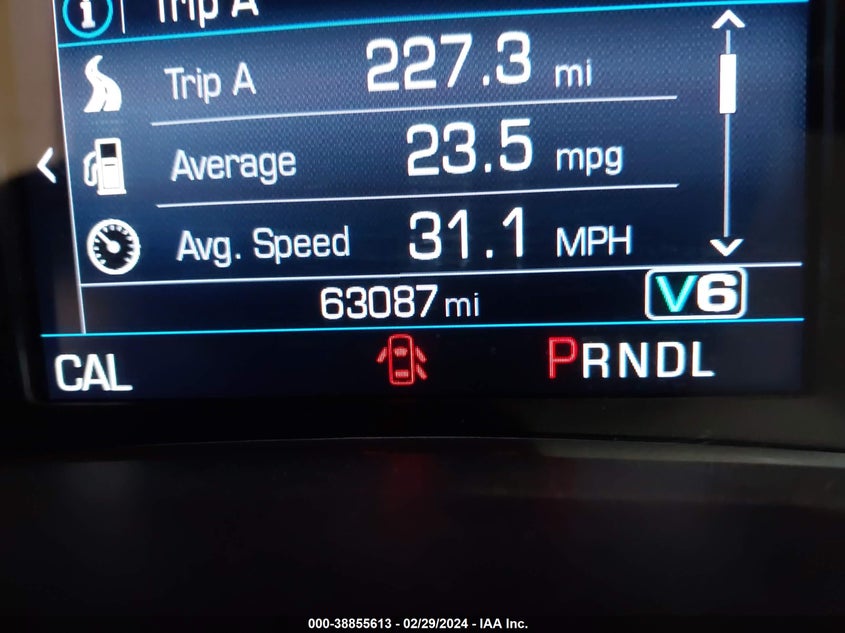 Trip A
Trip A 227.3 mi
Average 23.5 mpg
Avg. Speed 31.1 MPH
63087 mi V6
CAL PRNDL
000-38855613 - 02/29/2024 - IAA Inc.